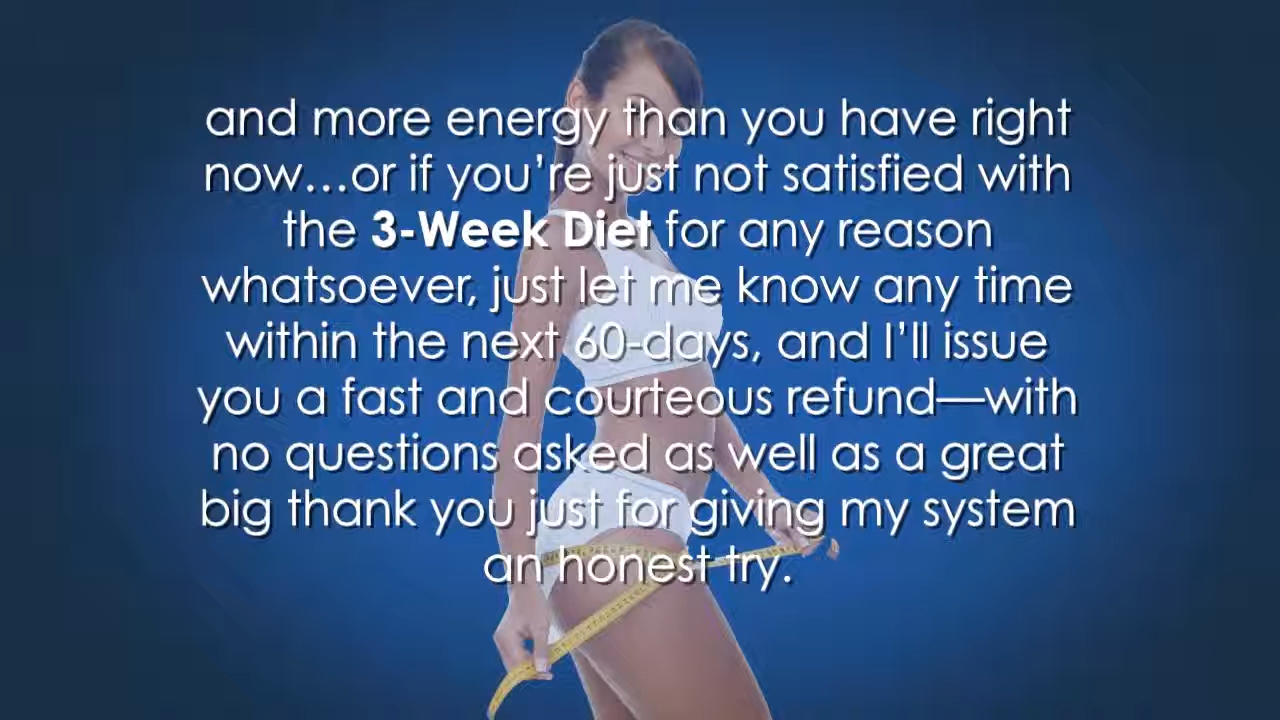 and more energy than you have right
now…or if you’re just not satisfied with
the 3-Week Diet for any reason
whatsoever, just let me know any time
within the next 60-days, and I’ll issue
you a fast and courteous refund—with
no questions asked as well as a great
big thank you just for giving my system
an honest try.